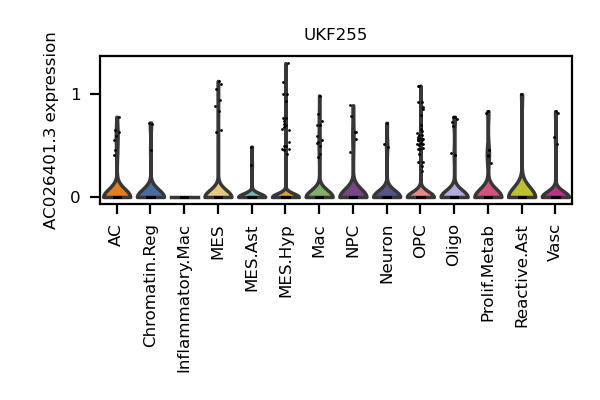 UKF255
AC026401.3 expression
1
0
AC
Chromatin.Reg
Inflammatory.Mac
MES
MES.Ast
MES.Hyp
Mac
NPC
Neuron
OPC
Oligo
Prolif.Metab
Reactive.Ast
Vasc